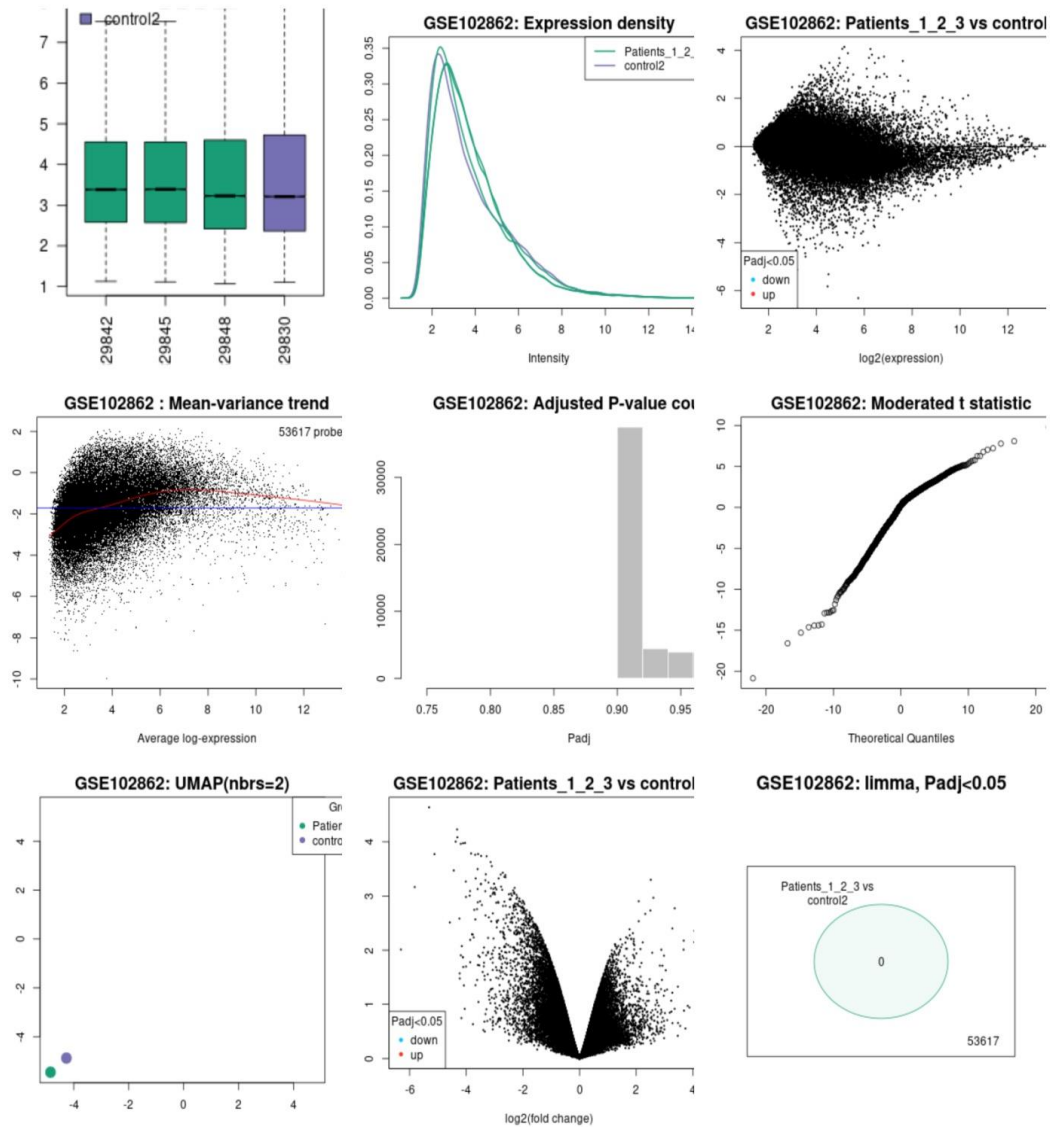 control2
7
6
5
4
3
2
1
29842
29845
29848
29830
GSE102862: Expression density
Patients_1_2_
control2
0.35
0.30
0.25
0.20
0.15
0.10
0.05
0.00
2 4 6 8 10 12 14
Intensity
GSE102862: Patients_1_2_3 vs control
4
2
0
-2
-4
-6
Padj<0.05
down
up
2 4 6 8 10 12
log2(expression)
GSE102862 : Mean-variance trend
53617 probe
2
0
-2
-4
-6
-8
-10
2 4 6 8 10 12
Average log-expression
GSE102862: Adjusted P-value cou
30000
20000
10000
0
0.75 0.80 0.85 0.90 0.95
Padj
GSE102862: Moderated t statistic
10
5
0
-5
-10
-15
-20
-20 -10 0 10 20
Theoretical Quantiles
GSE102862: UMAP(nbrs=2)
Gr
Patien
contro
4
2
0
-2
-4
-4 -2 0 2 4
GSE102862: Patients_1_2_3 vs control
4
3
2
1
0
Padj<0.05
down
up
-6 -4 -2 0 2 4
log2(fold change)
GSE102862: limma, Padj<0.05
Patients_1_2_3 vs
control2
0
53617